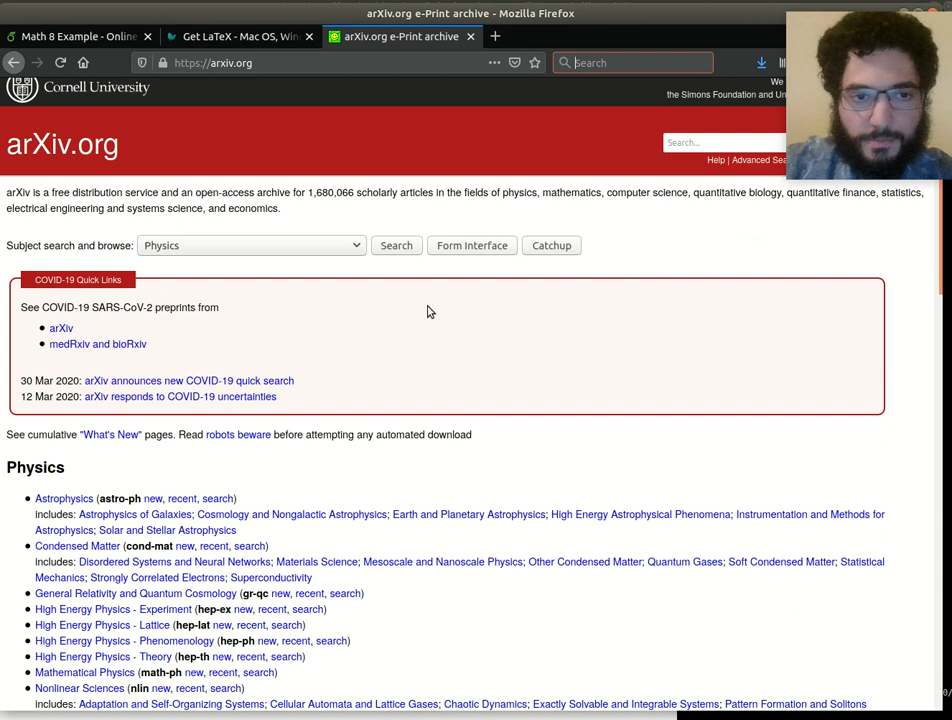 arXiv.org e-Print archive - Mozilla Firefox
Math 8 Example - Online
Get LaTeX - Mac OS, Win
arXiv.org e-Print archive
https://arxiv.org
Search
Cornell University
We
the Simons Foundation and
arXiv.org
Search...
Help | Advanced
arXiv is a free distribution service and an open-access archive for 1,680,066 scholarly articles in the fields of physics, mathematics, computer science, quantitative biology, quantitative finance, statistics,
electrical engineering and systems science, and economics.
Subject search and browse: Physics Search Form Interface Catchup
COVID-19 Quick Links
See COVID-19 SARS-CoV-2 preprints from
• arXiv
• medRxiv and bioRxiv
30 Mar 2020: arXiv announces new COVID-19 quick search
12 Mar 2020: arXiv responds to COVID-19 uncertainties
See cumulative "What's New" pages. Read robots beware before attempting any automated download
Physics
• Astrophysics (astro-ph new, recent, search)
includes: Astrophysics of Galaxies; Cosmology and Nongalactic Astrophysics; Earth and Planetary Astrophysics; High Energy Astrophysical Phenomena; Instrumentation and Methods for
Astrophysics; Solar and Stellar Astrophysics
• Condensed Matter (cond-mat new, recent, search)
includes: Disordered Systems and Neural Networks; Materials Science; Mesoscale and Nanoscale Physics; Other Condensed Matter; Quantum Gases; Soft Condensed Matter; Statistical
Mechanics; Strongly Correlated Electrons; Superconductivity
• General Relativity and Quantum Cosmology (gr-qc new, recent, search)
• High Energy Physics - Experiment (hep-ex new, recent, search)
• High Energy Physics - Lattice (hep-lat new, recent, search)
• High Energy Physics - Phenomenology (hep-ph new, recent, search)
• High Energy Physics - Theory (hep-th new, recent, search)
• Mathematical Physics (math-ph new, recent, search)
• Nonlinear Sciences (nlin new, recent, search)
includes: Adaptation and Self-Organizing Systems; Cellular Automata and Lattice Gases; Chaotic Dynamics; Exactly Solvable and Integrable Systems; Pattern Formation and Solitons